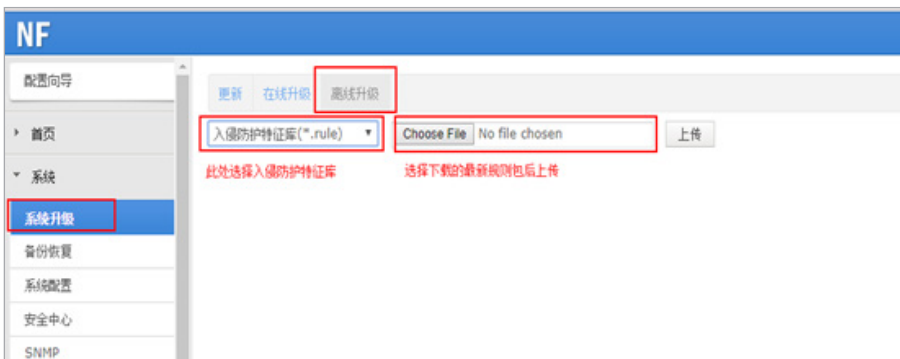 NF
配置向导
首页
系统
系统升级
备份恢复
系统配置
安全中心
SNMP
更新 在线升级 离线升级
入侵防护特征库(*.rule) Choose File No file chosen 上传
此处选择入侵防护特征库 选择下载的最新规则包后上传